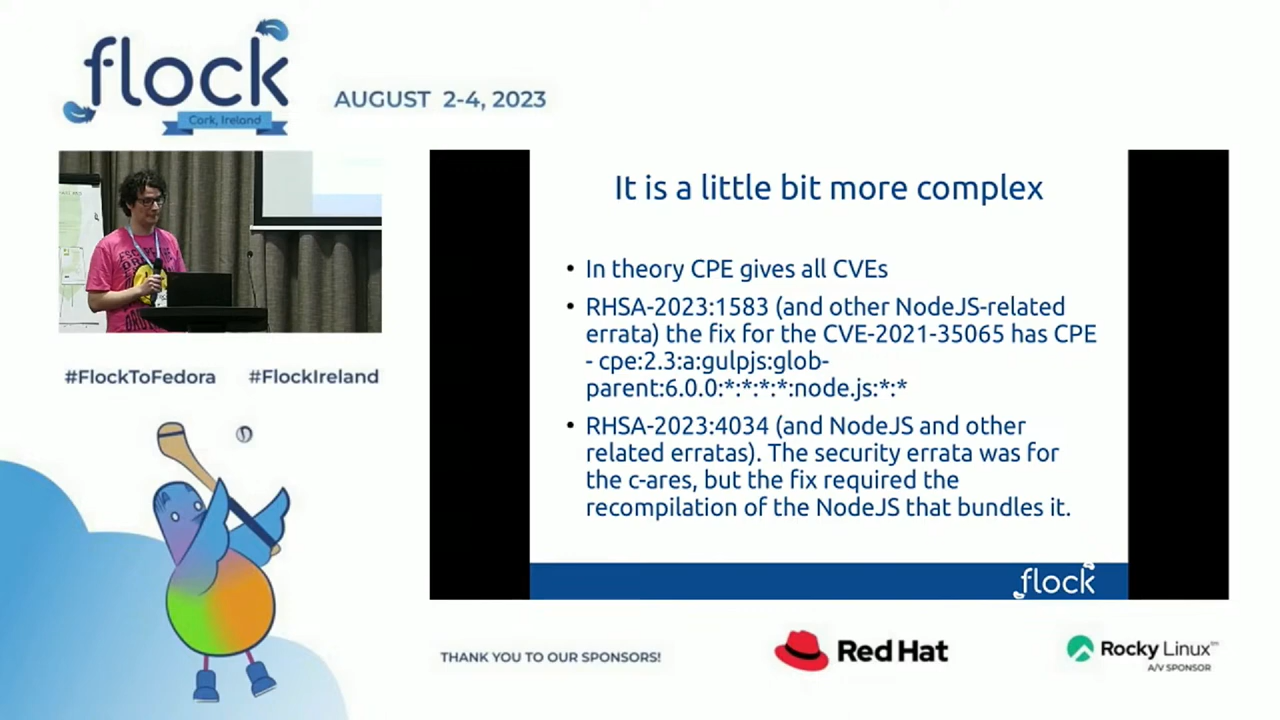 flock
Cork, Ireland
AUGUST 2-4, 2023
It is a little bit more complex
• In theory CPE gives all CVEs
• RHSA-2023:1583 (and other NodeJS-related
errata) the fix for the CVE-2021-35065 has CPE
- cpe:2.3:a:gulpjs:glob-
parent:6.0.0:*:*:*:*:node.js:*:*
• RHSA-2023:4034 (and NodeJS and other
related erratas). The security errata was for
the c-ares, but the fix required the
recompilation of the NodeJS that bundles it.
flock
#FlockToFedora #FlockIreland
THANK YOU TO OUR SPONSORS!
Red Hat
Rocky Linux™
A/V SPONSOR